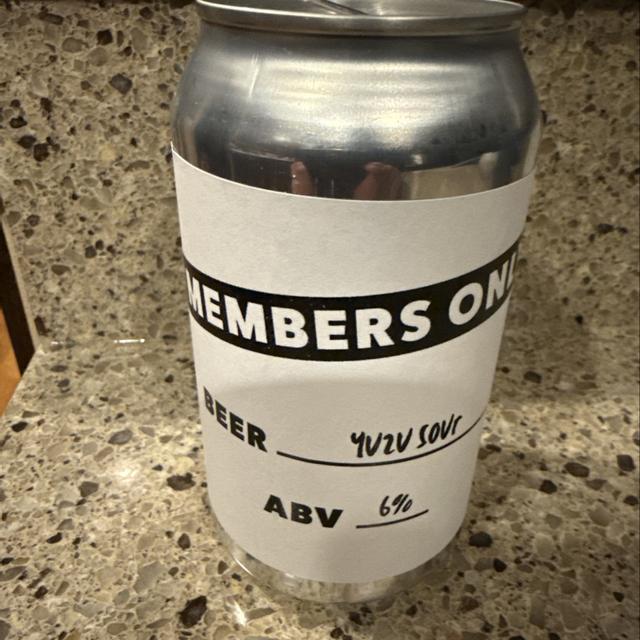 MEMBERS ONL
BEER YUZU SOUr
ABV 6%